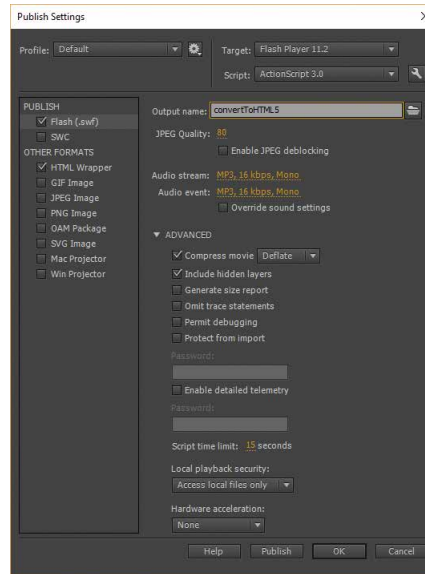 Publish Settings
Profile: Default
Target: Flash Player 11.2
Script: ActionScript 3.0
PUBLISH
Flash (.swf)
SWC
OTHER FORMATS
HTML Wrapper
GIF Image
JPEG Image
PNG Image
OAM Package
SVG Image
Mac Projector
Win Projector
Output name: convertToHTML5
JPEG Quality: 80
Enable JPEG deblocking
Audio stream: MP3, 16 kbps, Mono
Audio event: MP3, 16 kbps, Mono
Override sound settings
ADVANCED
Compress movie Deflate
Include hidden layers
Generate size report
Omit trace statements
Permit debugging
Protect from import
Password:
Enable detailed telemetry
Password:
Script time limit: 15 seconds
Local playback security:
Access local files only
Hardware acceleration:
None
Help Publish OK Cancel